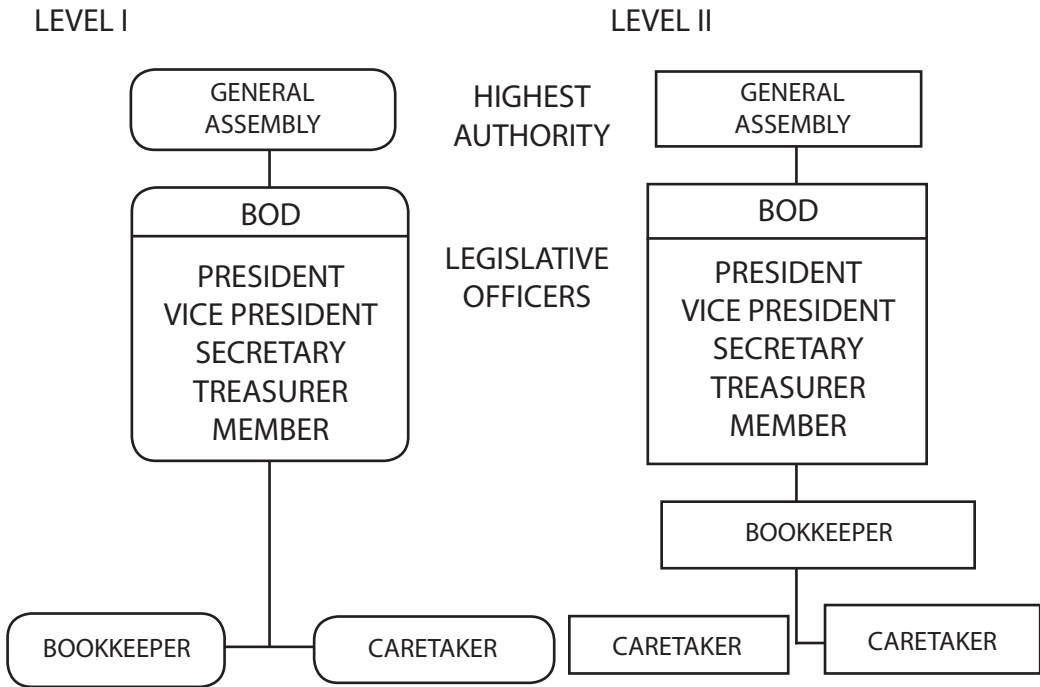 LEVEL I
LEVEL II
GENERAL
ASSEMBLY
HIGHEST
AUTHORITY
GENERAL
ASSEMBLY
BOD
PRESIDENT
VICE PRESIDENT
SECRETARY
TREASURER
MEMBER
LEGISLATIVE
OFFICERS
BOD
PRESIDENT
VICE PRESIDENT
SECRETARY
TREASURER
MEMBER
BOOKKEEPER
BOOKKEEPER
CARETAKER
CARETAKER
CARETAKER